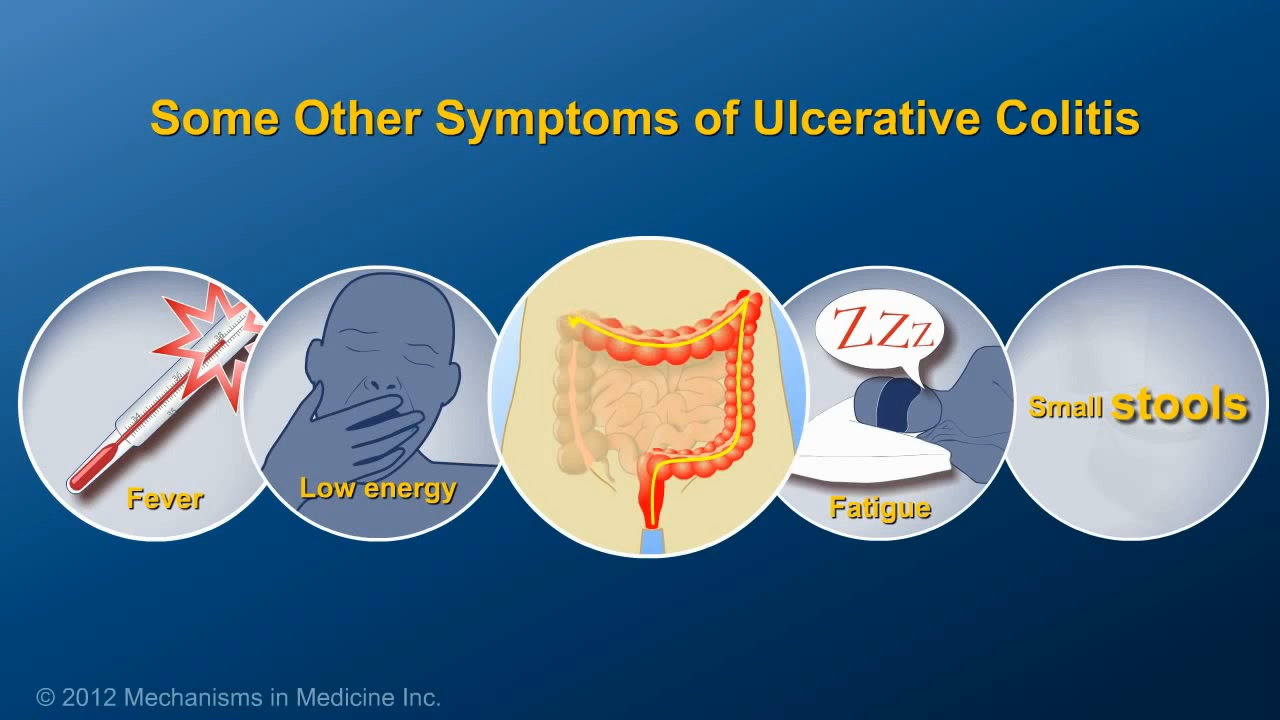 Some Other Symptoms of Ulcerative Colitis
Fever
Low energy
ZZz
Fatigue
Small stools
© 2012 Mechanisms in Medicine Inc.